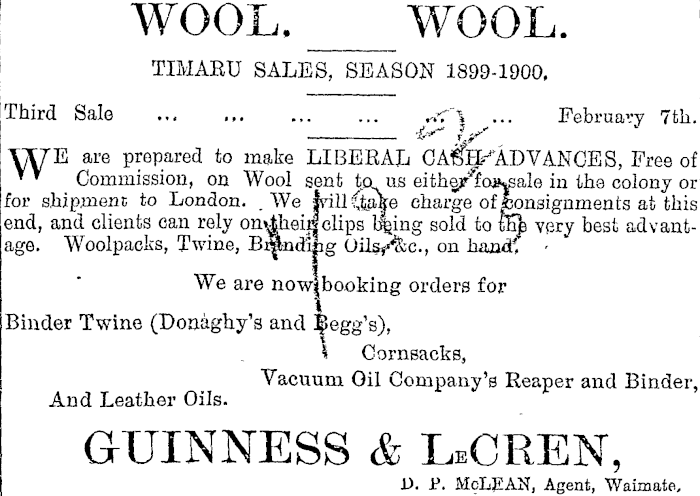 WOOL. WOOL.
TIMARU SALES, SEASON 1899-1900.
Third Sale ... ... ... ... ... ... February 7th.
WE are prepared to make LIBERAL CASH ADVANCES, Free of
Commission, on Wool sent to us either for sale in the colony or
for shipment to London. We will take charge of consignments at this
end, and clients can rely on their clips being sold to the very best advant-
age. Woolpacks, Twine, Branding Oils, &c., on hand.
We are now booking orders for
Binder Twine (Donaghy's and Begg's),
Cornsacks,
Vacuum Oil Company's Reaper and Binder,
And Leather Oils.
GUINNESS & LeCREN,
D. P. McLEAN, Agent, Waimate.